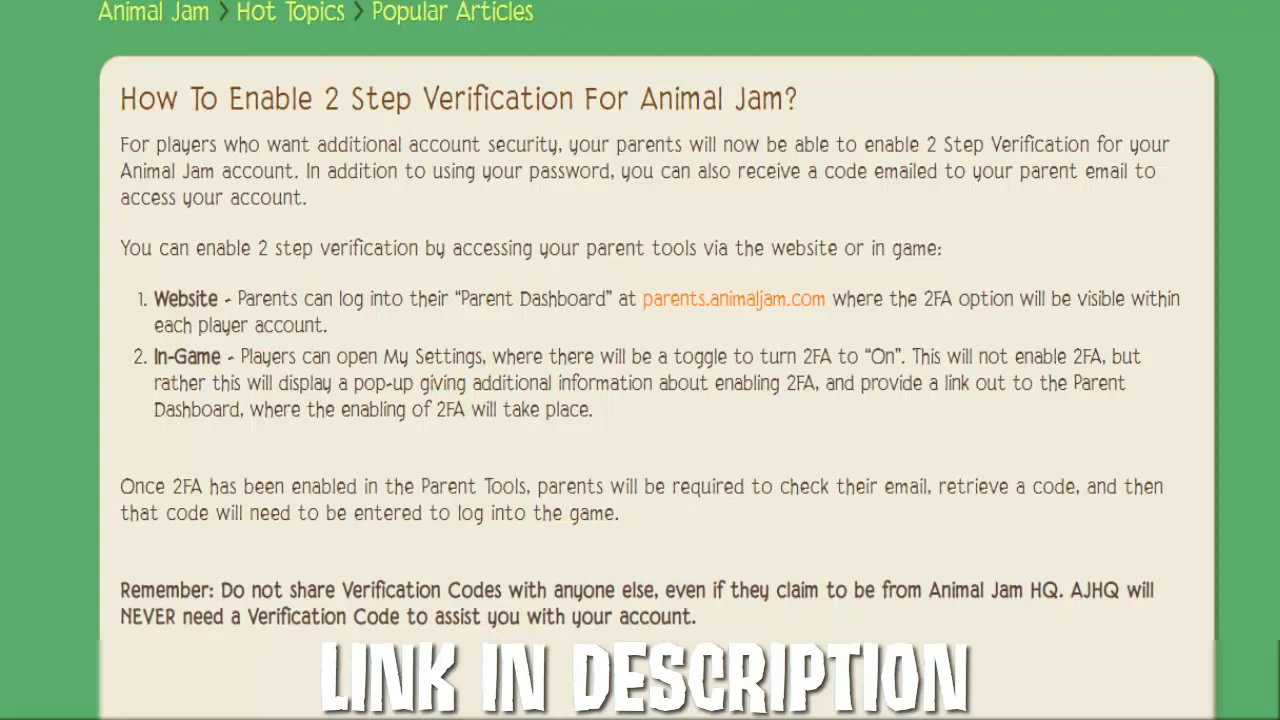 Animal Jam > Hot Topics > Popular Articles
How To Enable 2 Step Verification For Animal Jam?
For players who want additional account security, your parents will now be able to enable 2 Step Verification for your
Animal Jam account. In addition to using your password, you can also receive a code emailed to your parent email to
access your account.
You can enable 2 step verification by accessing your parent tools via the website or in game:
1. Website - Parents can log into their “Parent Dashboard” at parents.animaljam.com where the 2FA option will be visible within
each player account.
2. In-Game - Players can open My Settings, where there will be a toggle to turn 2FA to “On”. This will not enable 2FA, but
rather this will display a pop-up giving additional information about enabling 2FA, and provide a link out to the Parent
Dashboard, where the enabling of 2FA will take place.
Once 2FA has been enabled in the Parent Tools, parents will be required to check their email, retrieve a code, and then
that code will need to be entered to log into the game.
Remember: Do not share Verification Codes with anyone else, even if they claim to be from Animal Jam HQ. AJHQ will
NEVER need a Verification Code to assist you with your account.
LINK IN DESCRIPTION